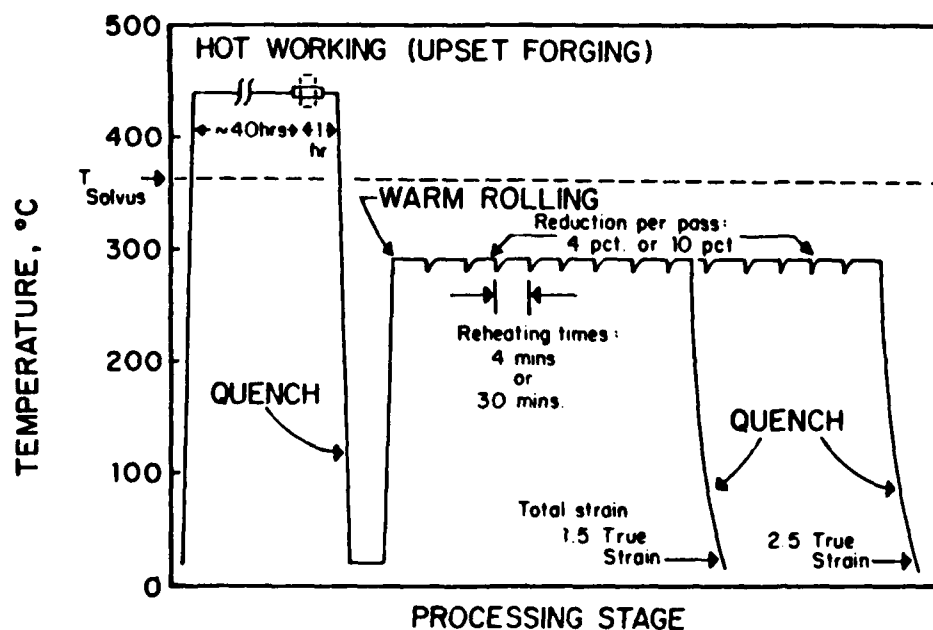 500
HOT WORKING (UPSET FORGING)
~40hrs
41
hr
400
T
Solvus
WARM ROLLING
Reduction per pass:
4 pct. or 10 pct
300
Reheating times:
4 mins
or
30 mins.
200
QUENCH
QUENCH
100
Total strain
1.5 True
Strain
2.5 True
Strain
0
TEMPERATURE, °C
PROCESSING STAGE